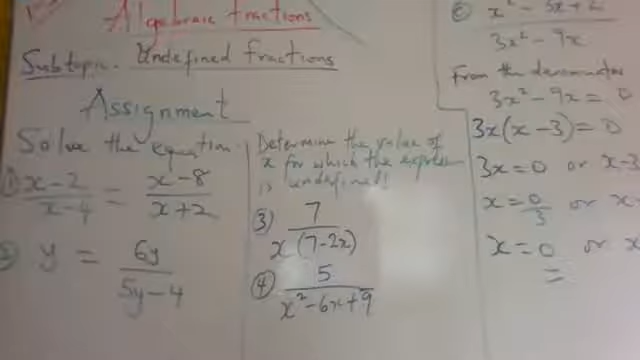 Algebraic fractions
Subtopic. Undefined fractions
Assignment
Solve the equation.
① x - 2 / x - 4 = x - 8 / x + 2
② y = 6y / 5y - 4
Determine the value of
x for which the
is undefined!
③ 7 / x (7 - 2x)
④ 5 / x² - 6x + 9
x² - 3x + 2 / 3x² - 9x
From the
3x² - 9x = 0
3x(x - 3) = 0
3x = 0 or x - 3
x = 0/3 or x
x = 0 or x